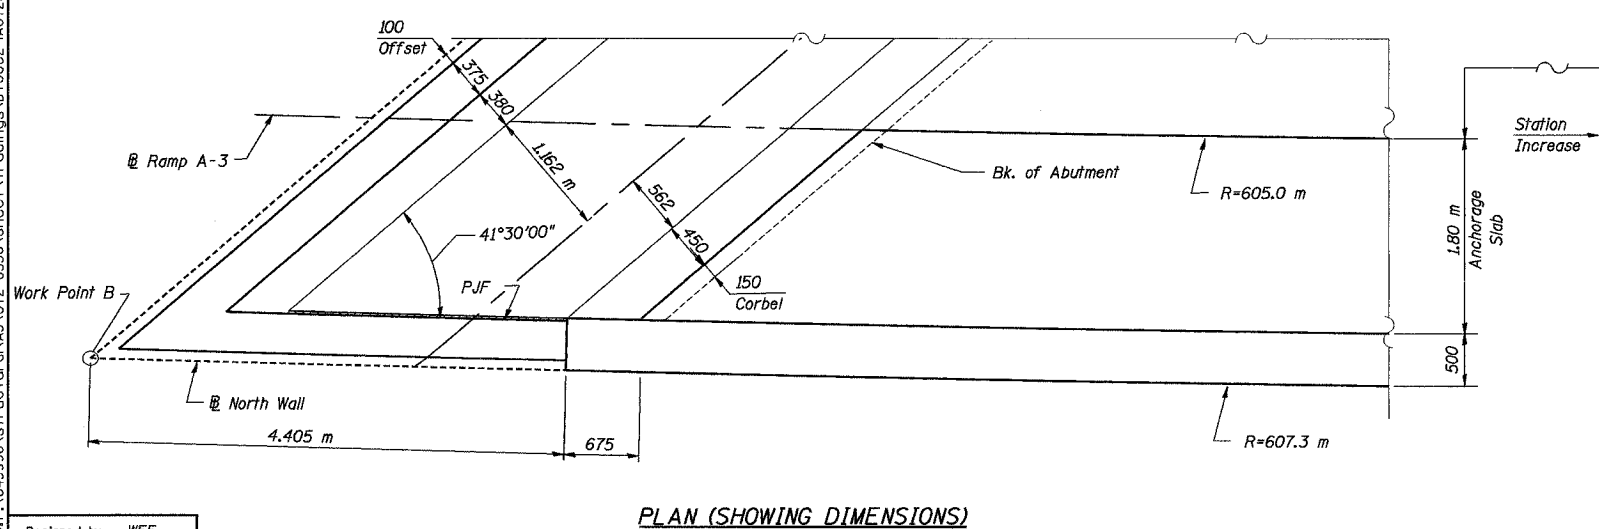 100
Offset
375
380
1.162 m
℄ Ramp A-3
Station
Increase
Bk. of Abutment
R=605.0 m
562
450
41°30'00"
1.80 m
Anchorage
Slab
PJF
150
Corbel
Work Point B
500
℄ North Wall
4.405 m
675
R=607.3 m
PLAN (SHOWING DIMENSIONS)